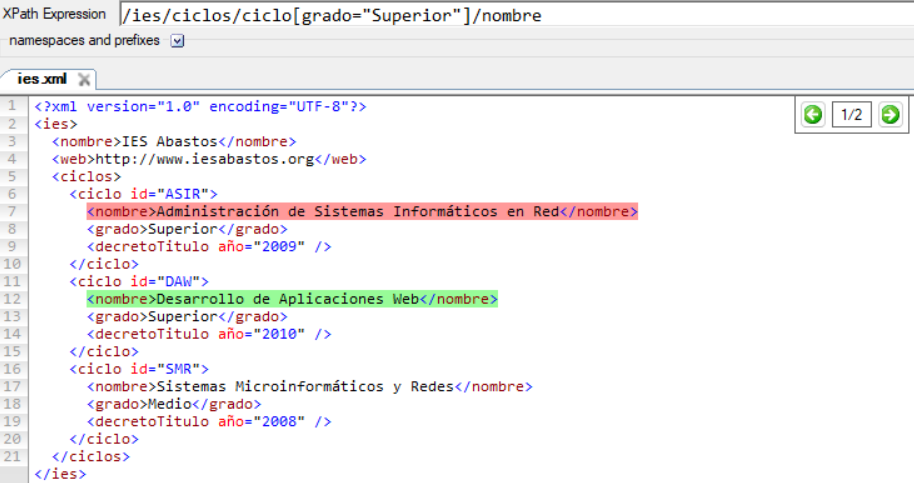 XPath Expression /ies/ciclos/ciclo[grado="Superior"]/nombre
namespaces and prefixes
ies.xml
1/2
1 <?xml version="1.0" encoding="UTF-8"?>
2 <ies>
3 <nombre>IES Abastos</nombre>
4 <web>http://www.iesabastos.org</web>
5 <ciclos>
6 <ciclo id="ASIR">
7 <nombre>Administración de Sistemas Informáticos en Red</nombre>
8 <grado>Superior</grado>
9 <decretoTitulo año="2009" />
10 </ciclo>
11 <ciclo id="DAW">
12 <nombre>Desarrollo de Aplicaciones Web</nombre>
13 <grado>Superior</grado>
14 <decretoTitulo año="2010" />
15 </ciclo>
16 <ciclo id="SMR">
17 <nombre>Sistemas Microinformáticos y Redes</nombre>
18 <grado>Medio</grado>
19 <decretoTitulo año="2008" />
20 </ciclo>
21 </ciclos>
</ies>